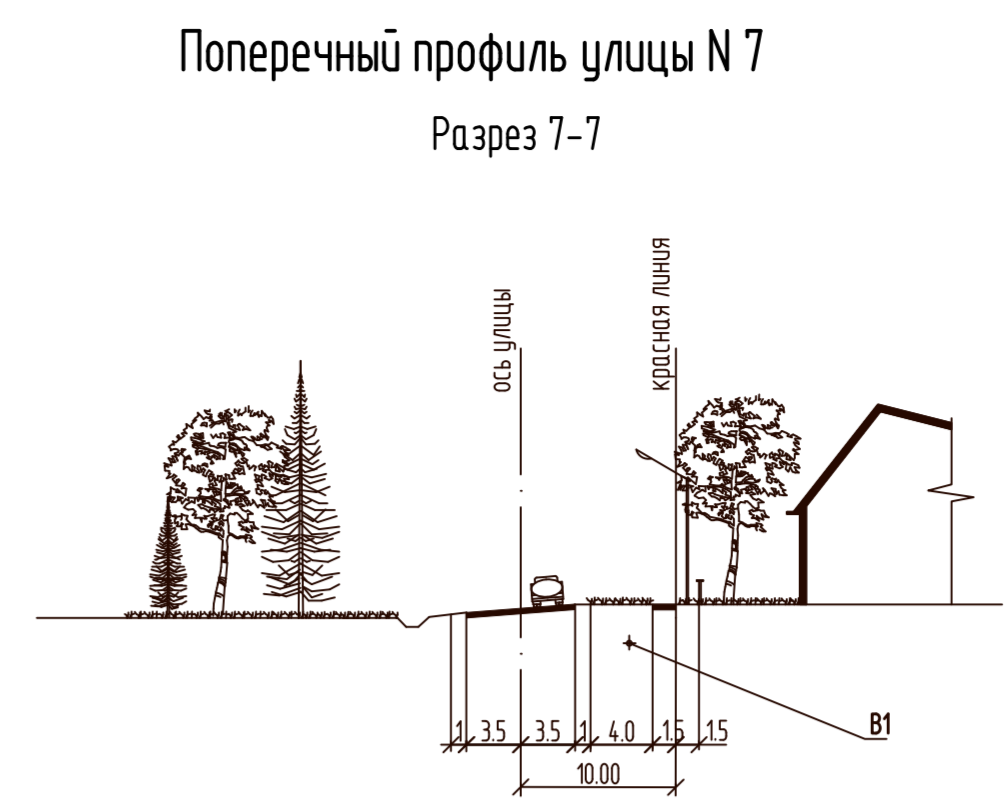 Поперечный профиль улицы N 7
Разрез 7-7
ось улицы
красная линия
1 3.5 3.5 1 4.0 1.5 1.5
10.00
В1